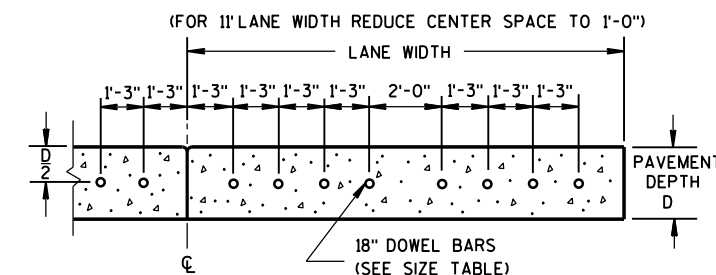 (FOR 11' LANE WIDTH REDUCE CENTER SPACE TO 1'-0")
LANE WIDTH
1'-3" 1'-3" 1'-3" 1'-3" 1'-3" 1'-3" 2'-0" 1'-3" 1'-3" 1'-3"
D
2
PAVEMENT
DEPTH
D
18" DOWEL BARS
(SEE SIZE TABLE)
℄